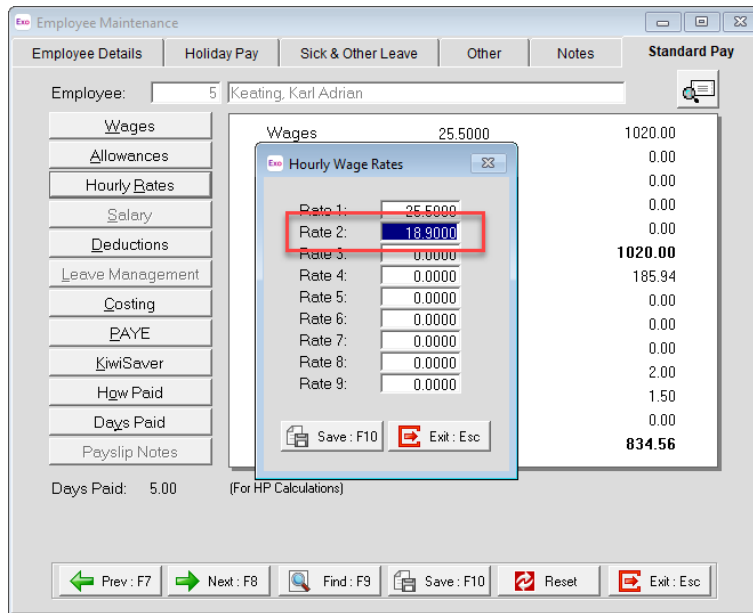 Exo Employee Maintenance
Employee Details Holiday Pay Sick & Other Leave Other Notes Standard Pay
Employee: 5 Keating, Karl Adrian
Wages
Allowances
Hourly Rates
Salary
Deductions
Leave Management
Costing
PAYE
KiwiSaver
How Paid
Days Paid
Payslip Notes
Wages 25.5000 1020.00
0.00
0.00
0.00
0.00
1020.00
185.94
0.00
0.00
0.00
2.00
1.50
0.00
834.56
Exo Hourly Wage Rates
Rate 1: 25.5000
Rate 2: 18.9000
Rate 3: 0.0000
Rate 4: 0.0000
Rate 5: 0.0000
Rate 6: 0.0000
Rate 7: 0.0000
Rate 8: 0.0000
Rate 9: 0.0000
Save : F10 Exit : Esc
Days Paid: 5.00 (For HP Calculations)
Prev : F7 Next : F8 Find : F9 Save : F10 Reset Exit : Esc